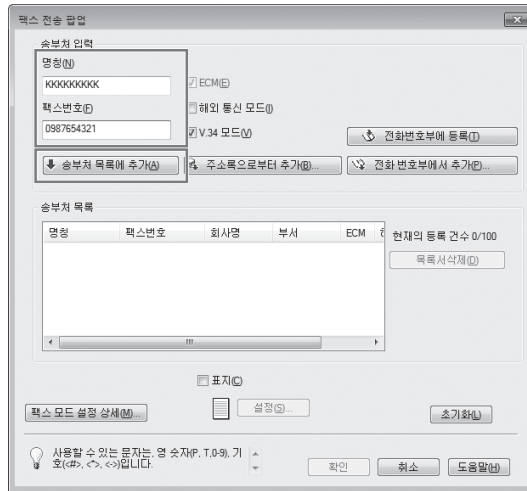 팩스 전송 팝업
송부처 입력
명칭(N)
KKKKKKKKK
ECM(E)
팩스번호(F)
해외 통신 모드(I)
0987654321
V.34 모드(V)
전화번호부에 등록(T)
송부처 목록에 추가(A)
주소록으로부터 추가(B)...
전화 번호부에서 추가(P)...
송부처 목록
명칭 팩스번호 회사명 부서 ECM
현재의 등록 건수 0/100
목록서삭제(D)
표지(C)
팩스 모드 설정 상세(M)...
설정(S)...
초기화(L)
사용할 수 있는 문자는, 영 숫자(P, T,0-9), 기
호(<#>, <*>, <->)입니다.
확인
취소
도움말(H)